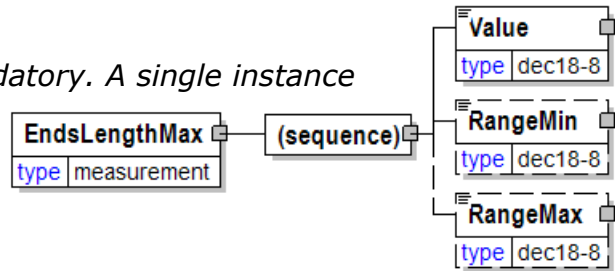 Value
type dec18-8
datory. A single instance
RangeMin
EndsLengthMax (sequence)
type dec18-8
type measurement
RangeMax
type dec18-8